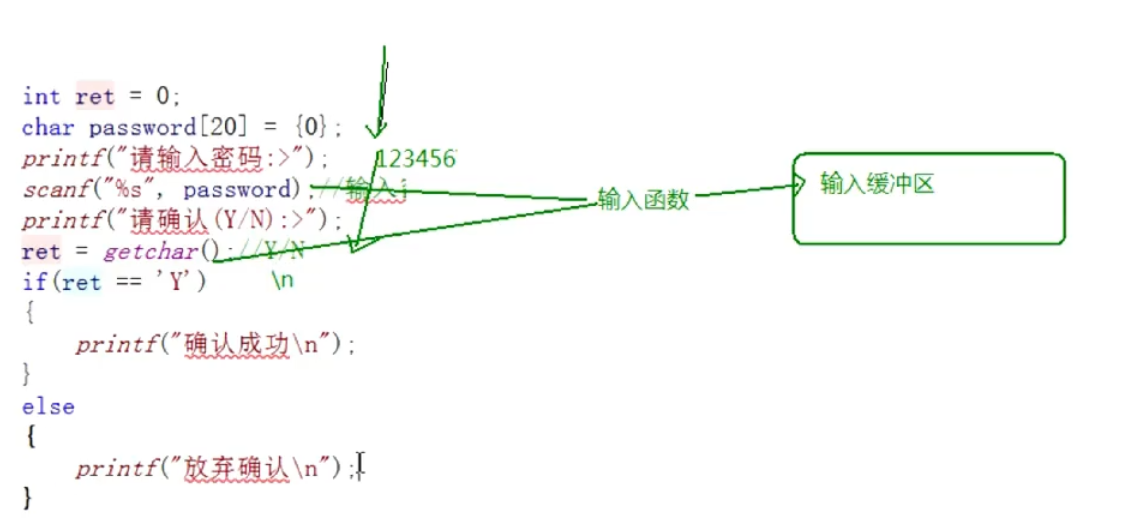 int ret = 0;
char password[20] = {0};
printf("请输入密码:>");
123456
scanf("%s", password);//输入
输入函数
输入缓冲区
printf("请确认(Y/N):>");
ret = getchar();//Y/N
if(ret == 'Y')
\n
{
printf("确认成功\n");
}
else
{
printf("放弃确认\n");
}